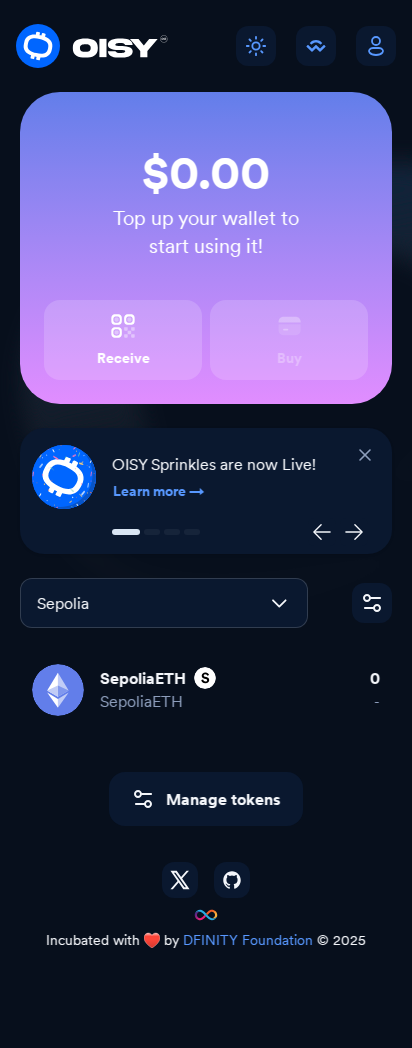 OISY
$0.00
Top up your wallet to
start using it!
Receive
Buy
OISY Sprinkles are now Live!
Learn more →
Sepolia
SepoliaETH S
0
SepoliaETH
-
Manage tokens
Incubated with ❤️ by DFINITY Foundation © 2025